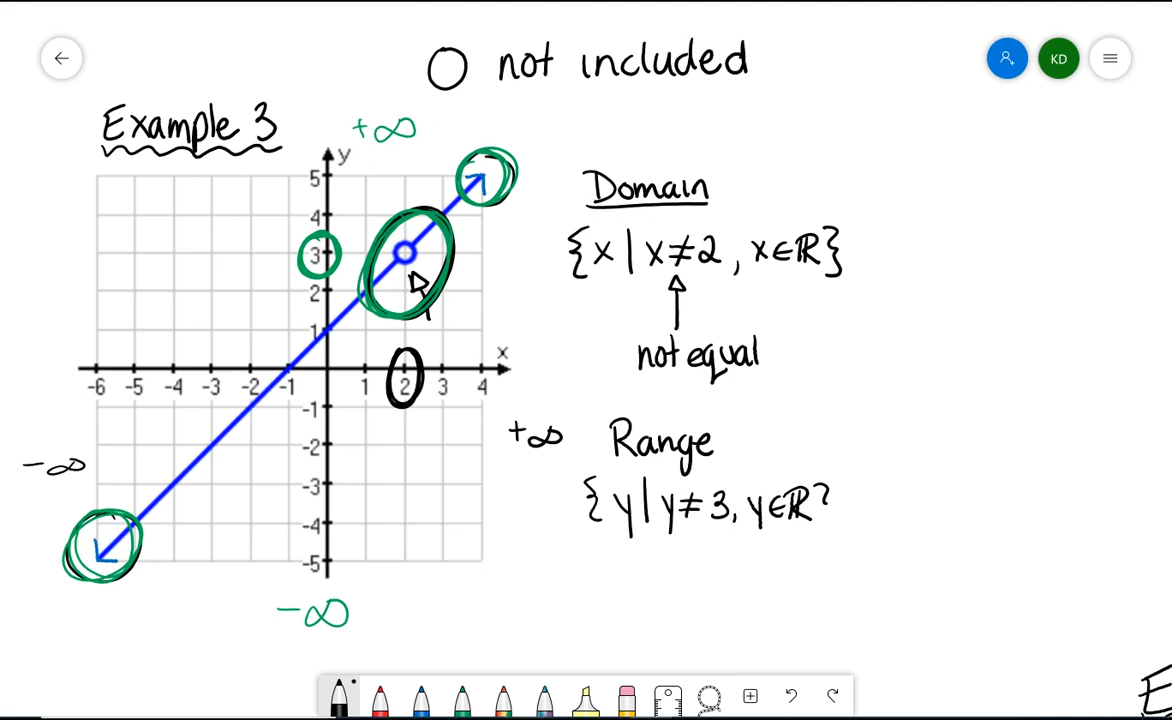 O not included
KD
Example 3
+∞
y
5
4
3
2
1
x
-6 -5 -4 -3 -2 -1 1 2 3 4
-1
-2
-3
-4
-5
-∞
+∞
-∞
Domain
{x | x≠2, x∈ℝ}
not equal
Range
{y | y≠3, y∈ℝ
E